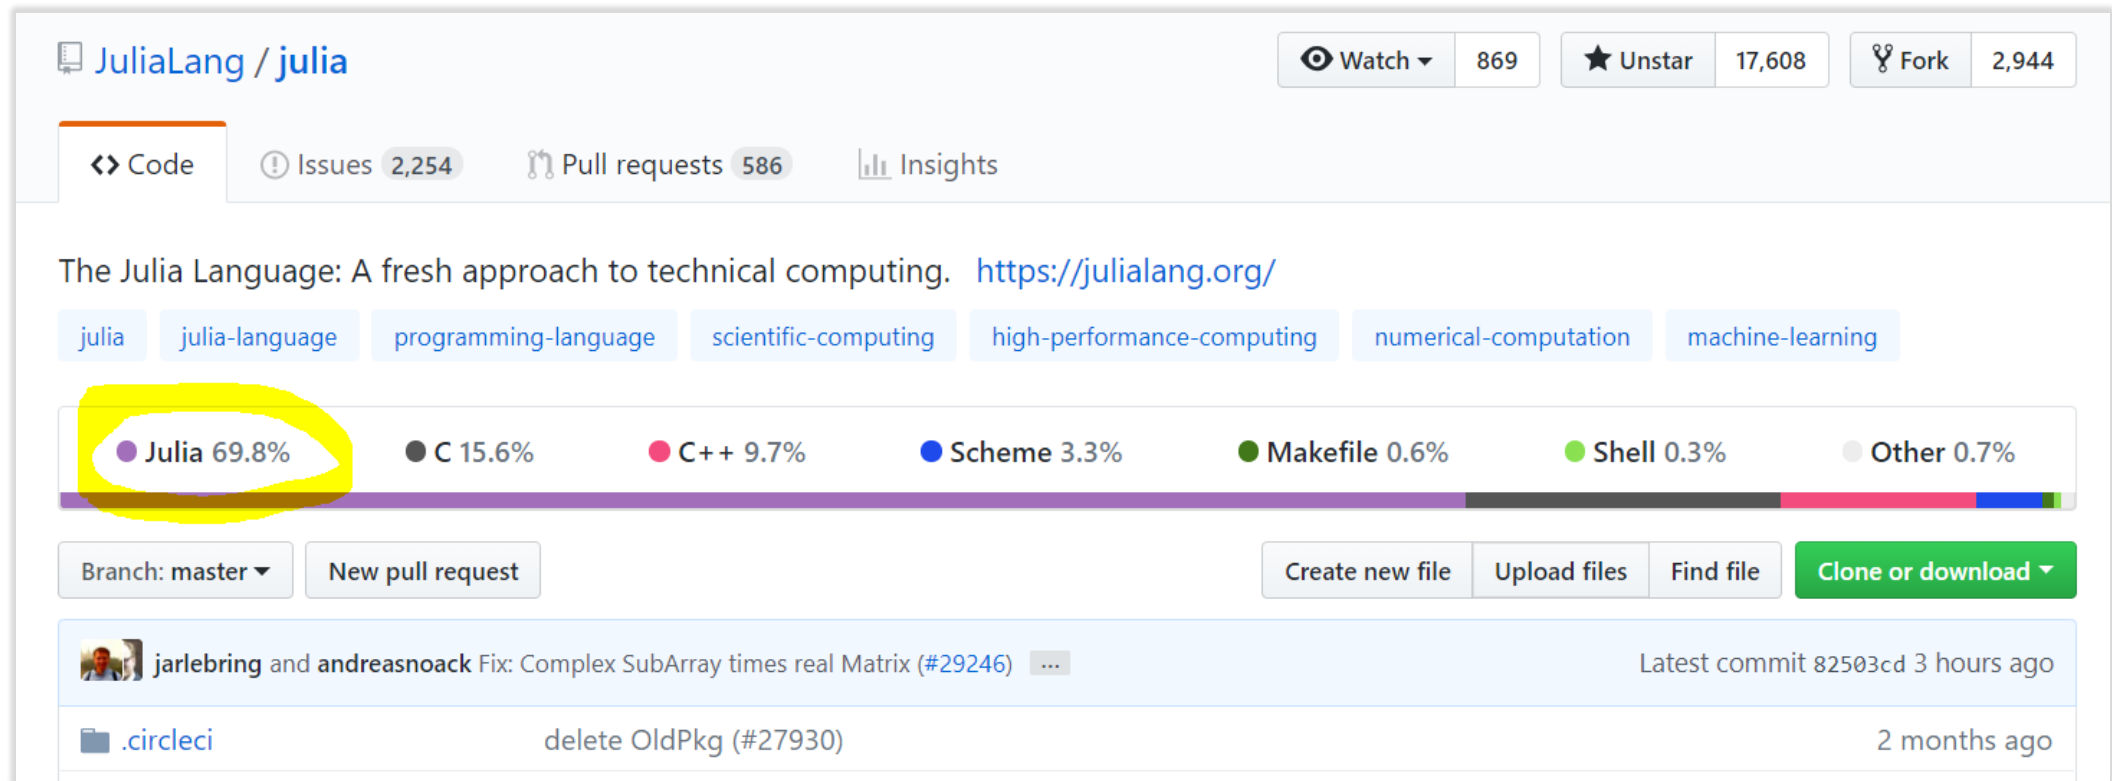 JuliaLang / julia
Watch 869 Unstar 17,608 Fork 2,944
Code Issues 2,254 Pull requests 586 Insights
The Julia Language: A fresh approach to technical computing. https://julialang.org/
julia julia-language programming-language scientific-computing high-performance-computing numerical-computation machine-learning
Julia 69.8% C 15.6% C++ 9.7% Scheme 3.3% Makefile 0.6% Shell 0.3% Other 0.7%
Branch: master New pull request Create new file Upload files Find file Clone or download
jarlebring and andreasnoack Fix: Complex SubArray times real Matrix (#29246) ... Latest commit 82503cd 3 hours ago
.circleci delete OldPkg (#27930) 2 months ago